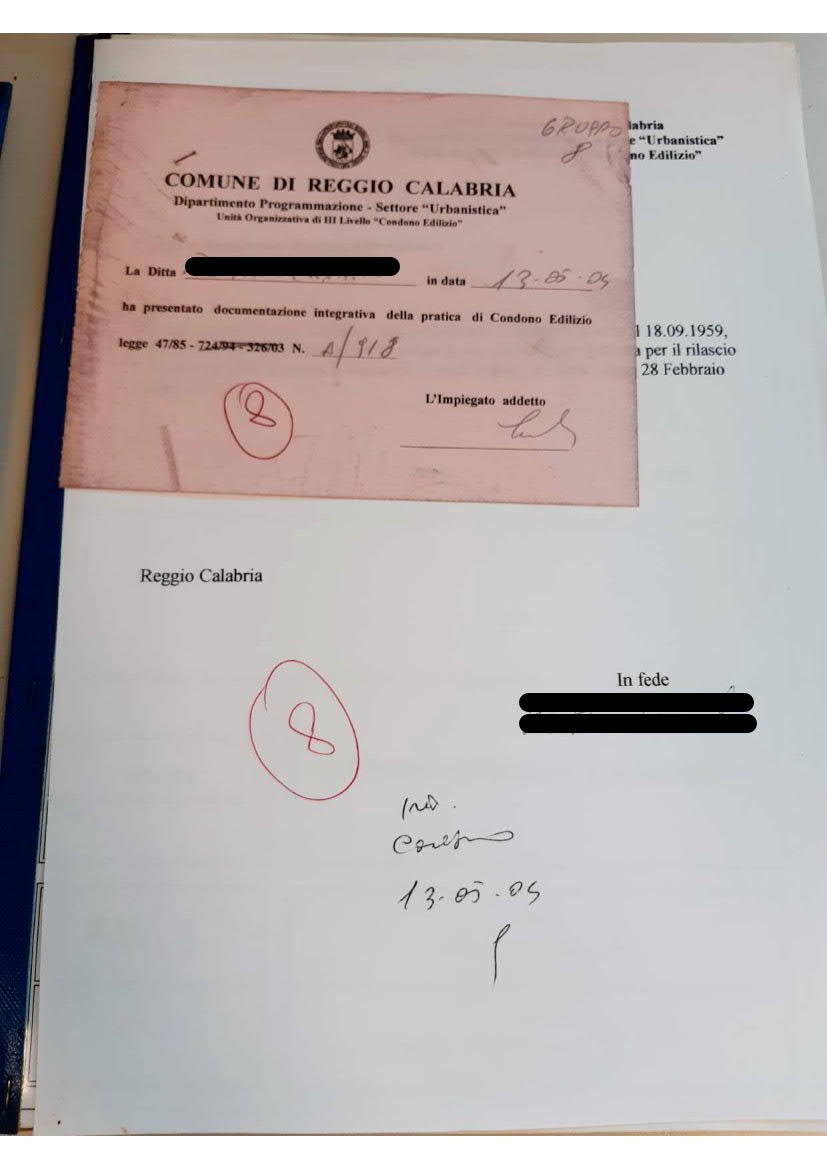 GRUPPO
8
COMUNE DI REGGIO CALABRIA
Dipartimento Programmazione - Settore “Urbanistica”
Unità Organizzativa di III Livello “Condono Edilizio”
La Ditta
in data 13-05-05
ha presentato documentazione integrativa della pratica di Condono Edilizio
legge 47/85 - 724/94 - 326/03 N. A/918
8
L’Impiegato addetto
labria
e “Urbanistica”
no Edilizio”
l 18.09.1959,
a per il rilascio
28 Febbraio
Reggio Calabria
In fede
8
13-05-05